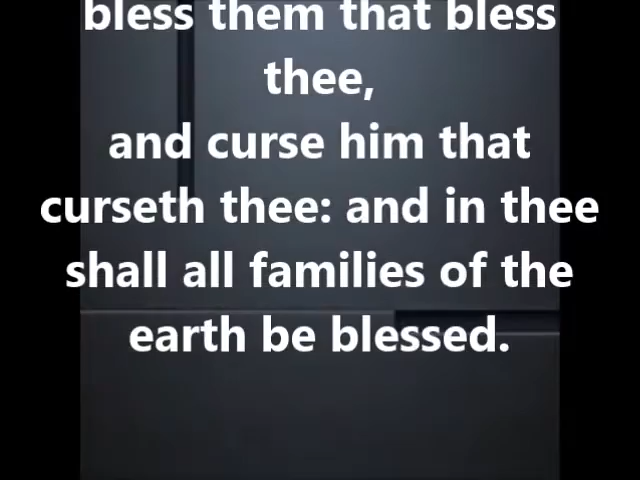 bless them that bless
thee,
and curse him that
curseth thee: and in thee
shall all families of the
earth be blessed.